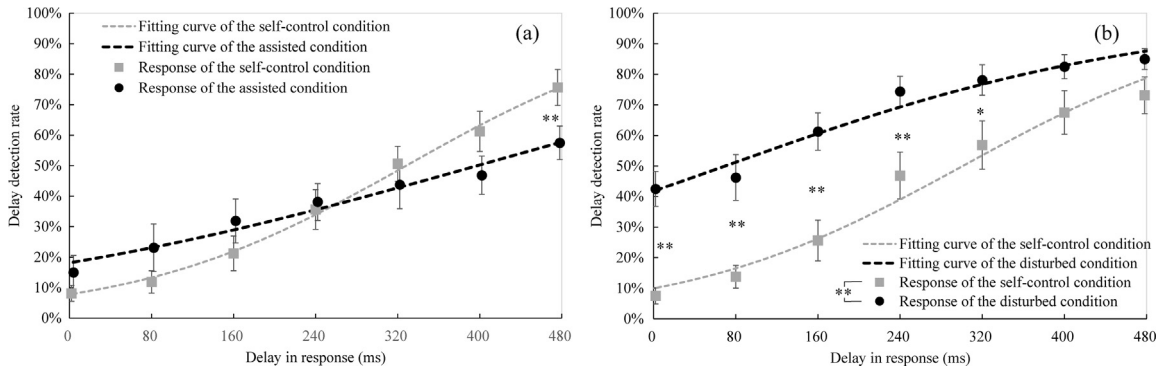 100%
90%
80%
70%
60%
50%
40%
30%
20%
10%
0%
Delay detection rate
Fitting curve of the self-control condition
Fitting curve of the assisted condition
Response of the self-control condition
Response of the assisted condition
(a)
**
0 80 160 240 320 400 480
Delay in response (ms)
100%
90%
80%
70%
60%
50%
40%
30%
20%
10%
0%
Delay detection rate
(b)
**
**
**
**
*
Fitting curve of the self-control condition
Fitting curve of the disturbed condition
Response of the self-control condition
** Response of the disturbed condition
0 80 160 240 320 400 480
Delay in response (ms)